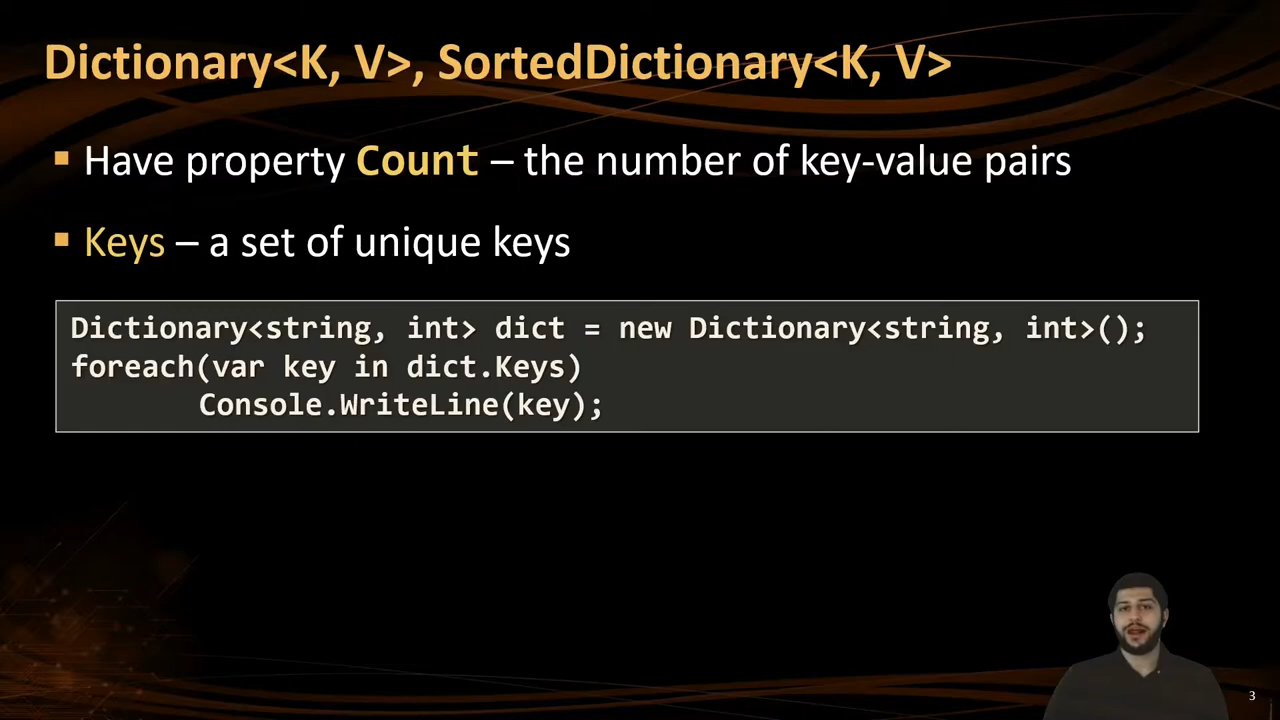 Dictionary<K, V>, SortedDictionary<K, V>
▪ Have property Count – the number of key-value pairs
▪ Keys – a set of unique keys
Dictionary<string, int> dict = new Dictionary<string, int>();
foreach(var key in dict.Keys)
Console.WriteLine(key);
3